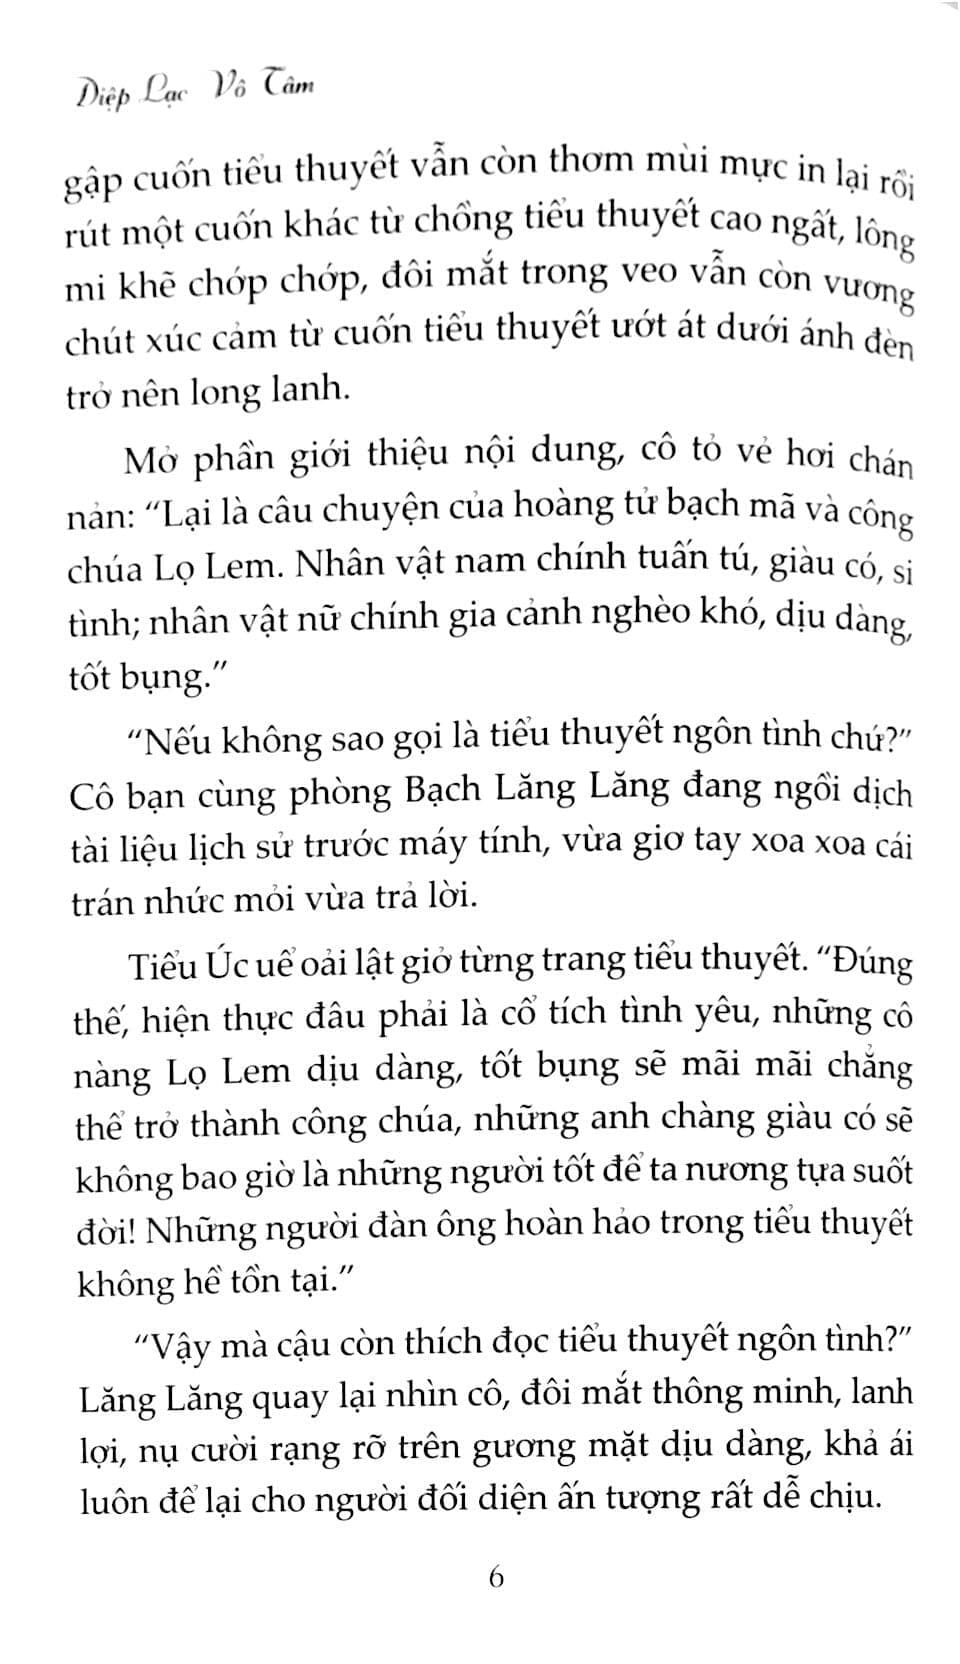 Diệp Lạc Vô Tâm
gập cuốn tiểu thuyết vẫn còn thơm mùi mực in lại rồi
rút một cuốn khác từ chồng tiểu thuyết cao ngất, lông
mi khẽ chớp chớp, đôi mắt trong veo vẫn còn vương
chút xúc cảm từ cuốn tiểu thuyết ướt át dưới ánh đèn
trở nên long lanh.
Mở phần giới thiệu nội dung, cô tỏ vẻ hơi chán
nản: “Lại là câu chuyện của hoàng tử bạch mã và công
chúa Lọ Lem. Nhân vật nam chính tuấn tú, giàu có, si
tình; nhân vật nữ chính gia cảnh nghèo khó, dịu dàng,
tốt bụng.”
“Nếu không sao gọi là tiểu thuyết ngôn tình chứ?”
Cô bạn cùng phòng Bạch Lăng Lăng đang ngồi dịch
tài liệu lịch sử trước máy tính, vừa giơ tay xoa xoa cái
trán nhức mỏi vừa trả lời.
Tiểu Úc uể oải lật giở từng trang tiểu thuyết. “Đúng
thế, hiện thực đâu phải là cổ tích tình yêu, những cô
nàng Lọ Lem dịu dàng, tốt bụng sẽ mãi mãi chẳng
thể trở thành công chúa, những anh chàng giàu có sẽ
không bao giờ là những người tốt để ta nương tựa suốt
đời! Những người đàn ông hoàn hảo trong tiểu thuyết
không hề tồn tại.”
“Vậy mà cậu còn thích đọc tiểu thuyết ngôn tình?”
Lăng Lăng quay lại nhìn cô, đôi mắt thông minh, lanh
lợi, nụ cười rạng rỡ trên gương mặt dịu dàng, khả ái
luôn để lại cho người đối diện ấn tượng rất dễ chịu.
6